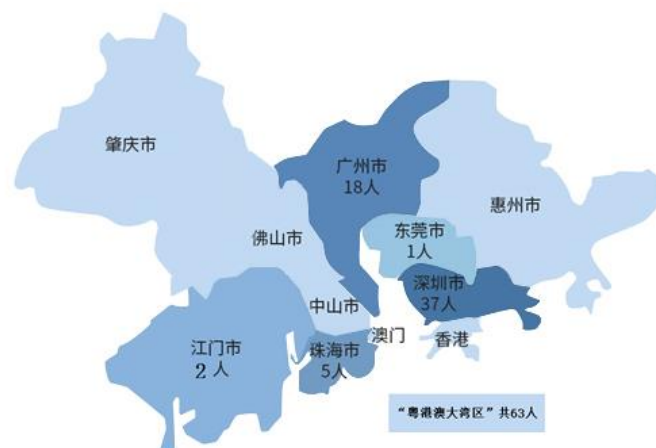 肇庆市
广州市
18人
惠州市
佛山市
东莞市
1人
深圳市
37人
中山市
澳门
香港
江门市
2人
珠海市
5人
“粤港澳大湾区”共63人